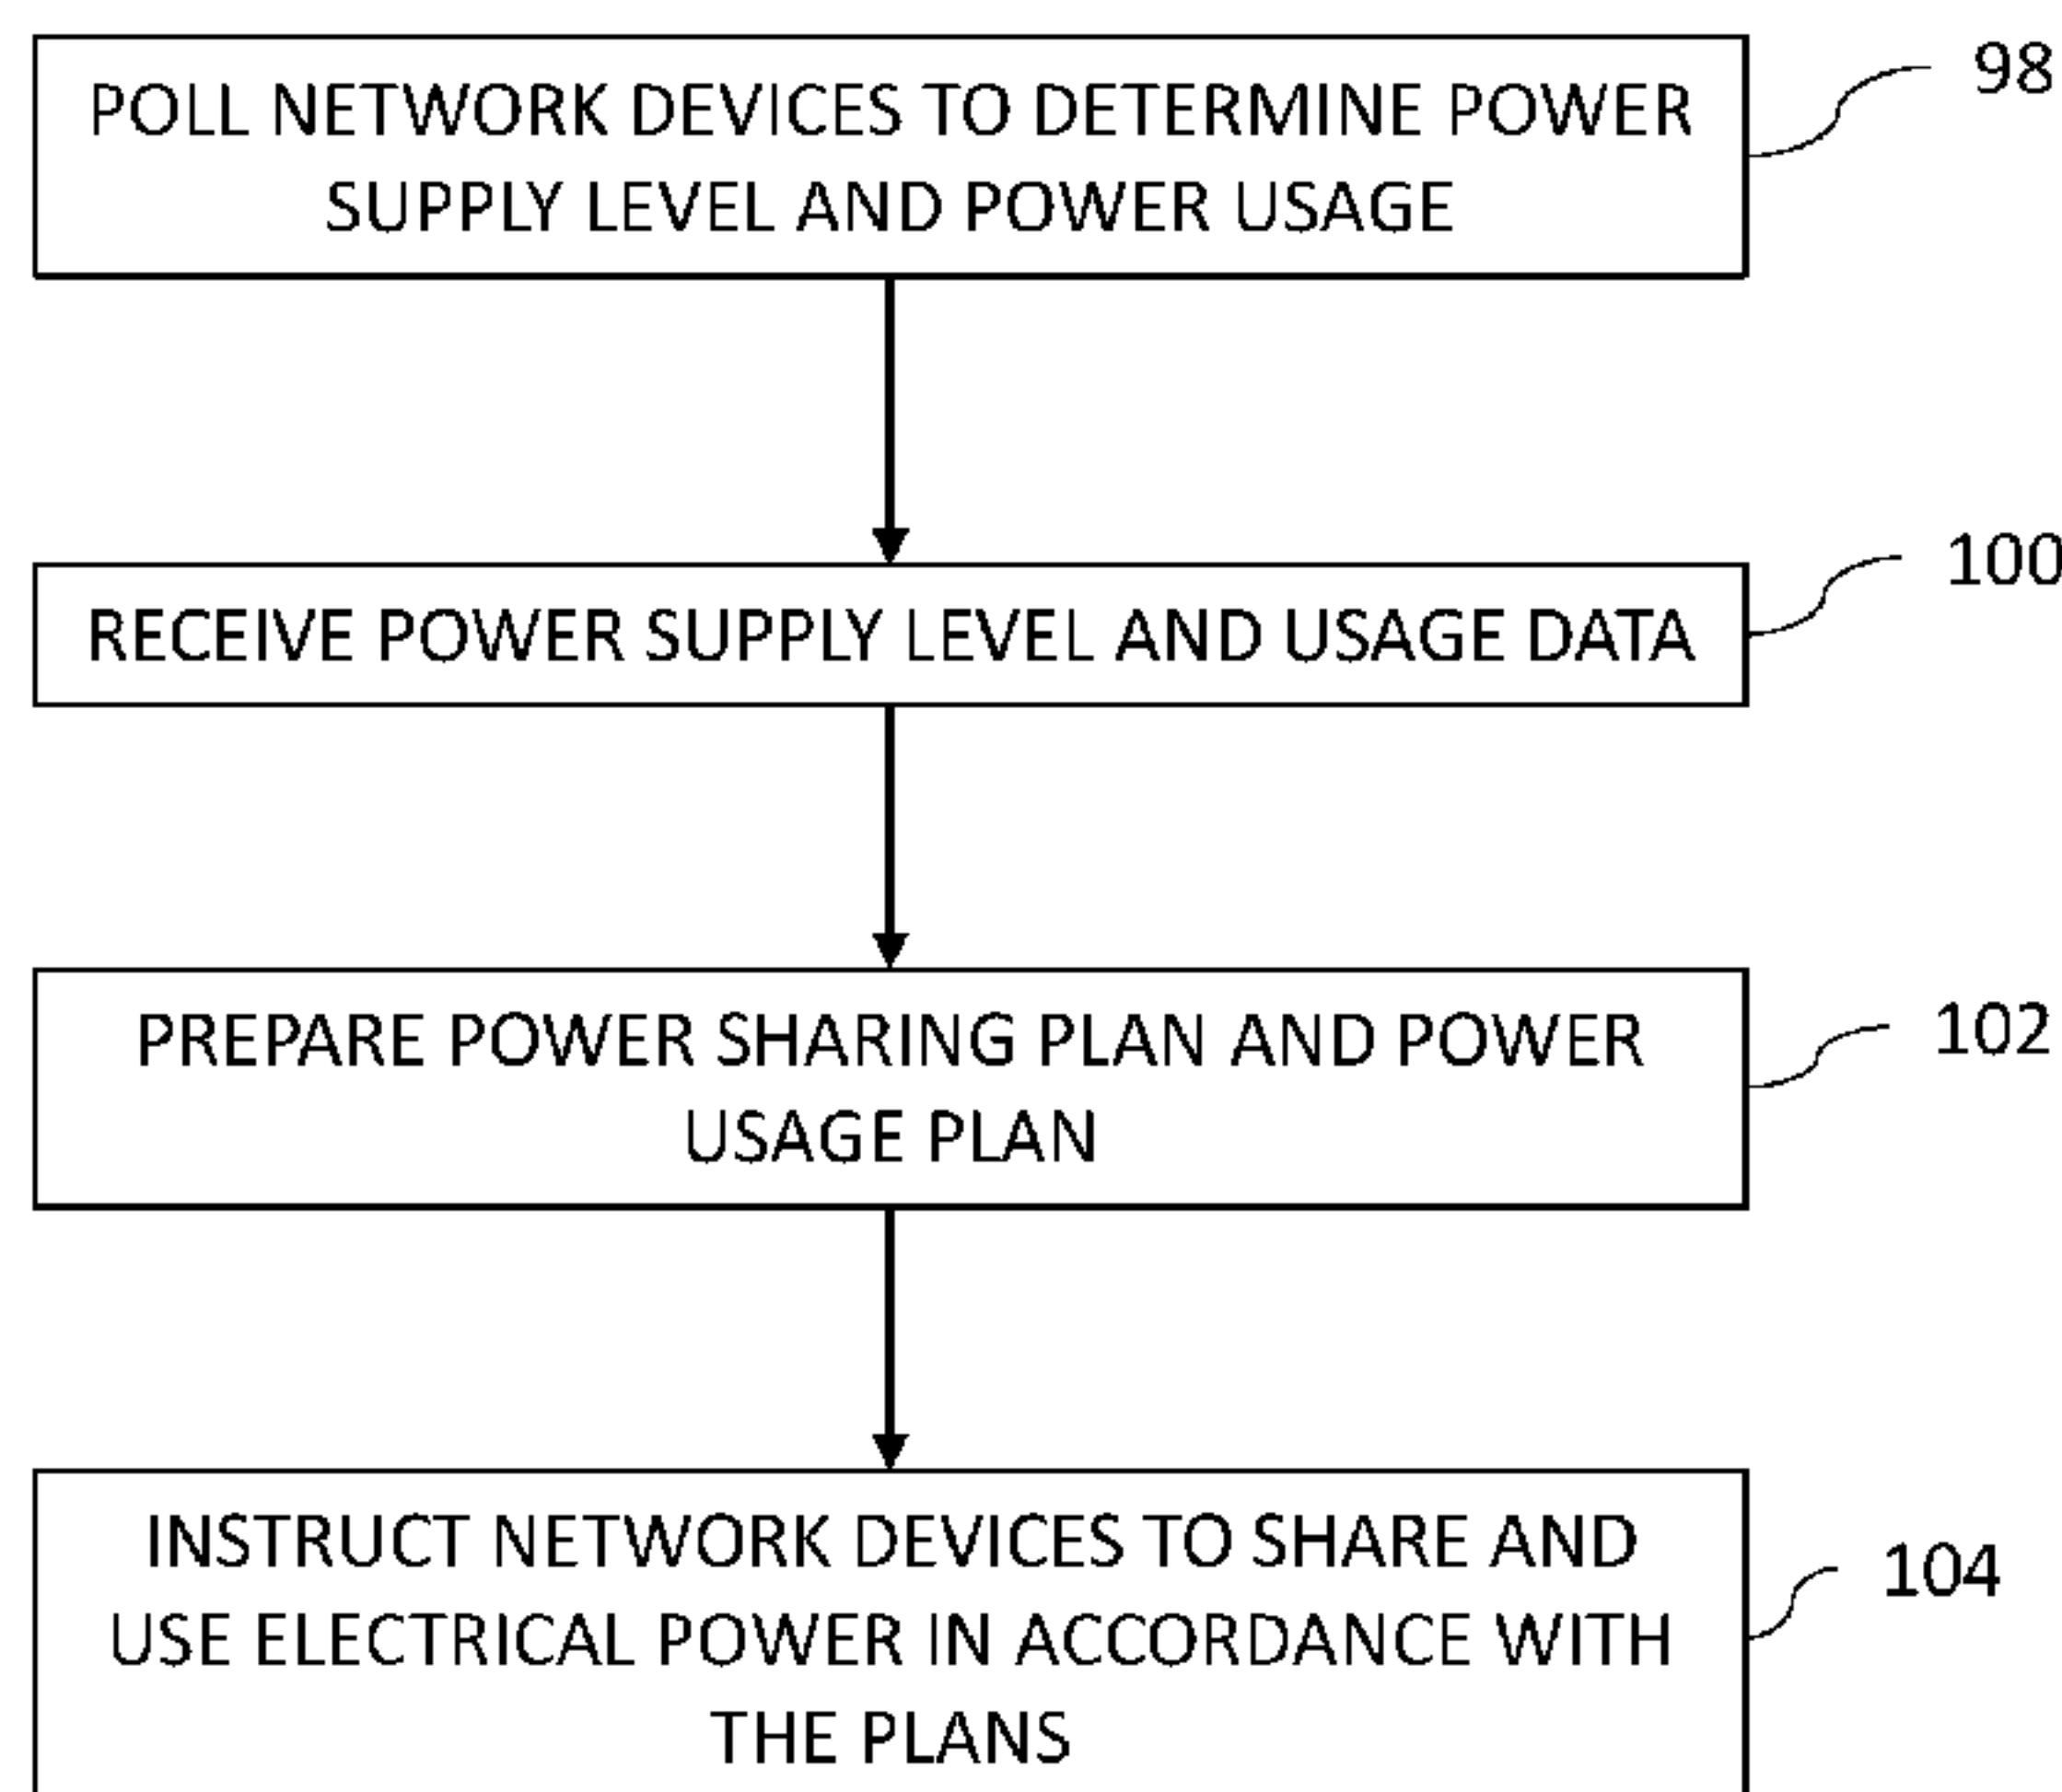 POLL NETWORK DEVICES TO DETERMINE POWER
SUPPLY LEVEL AND POWER USAGE
98
RECEIVE POWER SUPPLY LEVEL AND USAGE DATA
100
PREPARE POWER SHARING PLAN AND POWER
USAGE PLAN
102
INSTRUCT NETWORK DEVICES TO SHARE AND
USE ELECTRICAL POWER IN ACCORDANCE WITH
THE PLANS
104